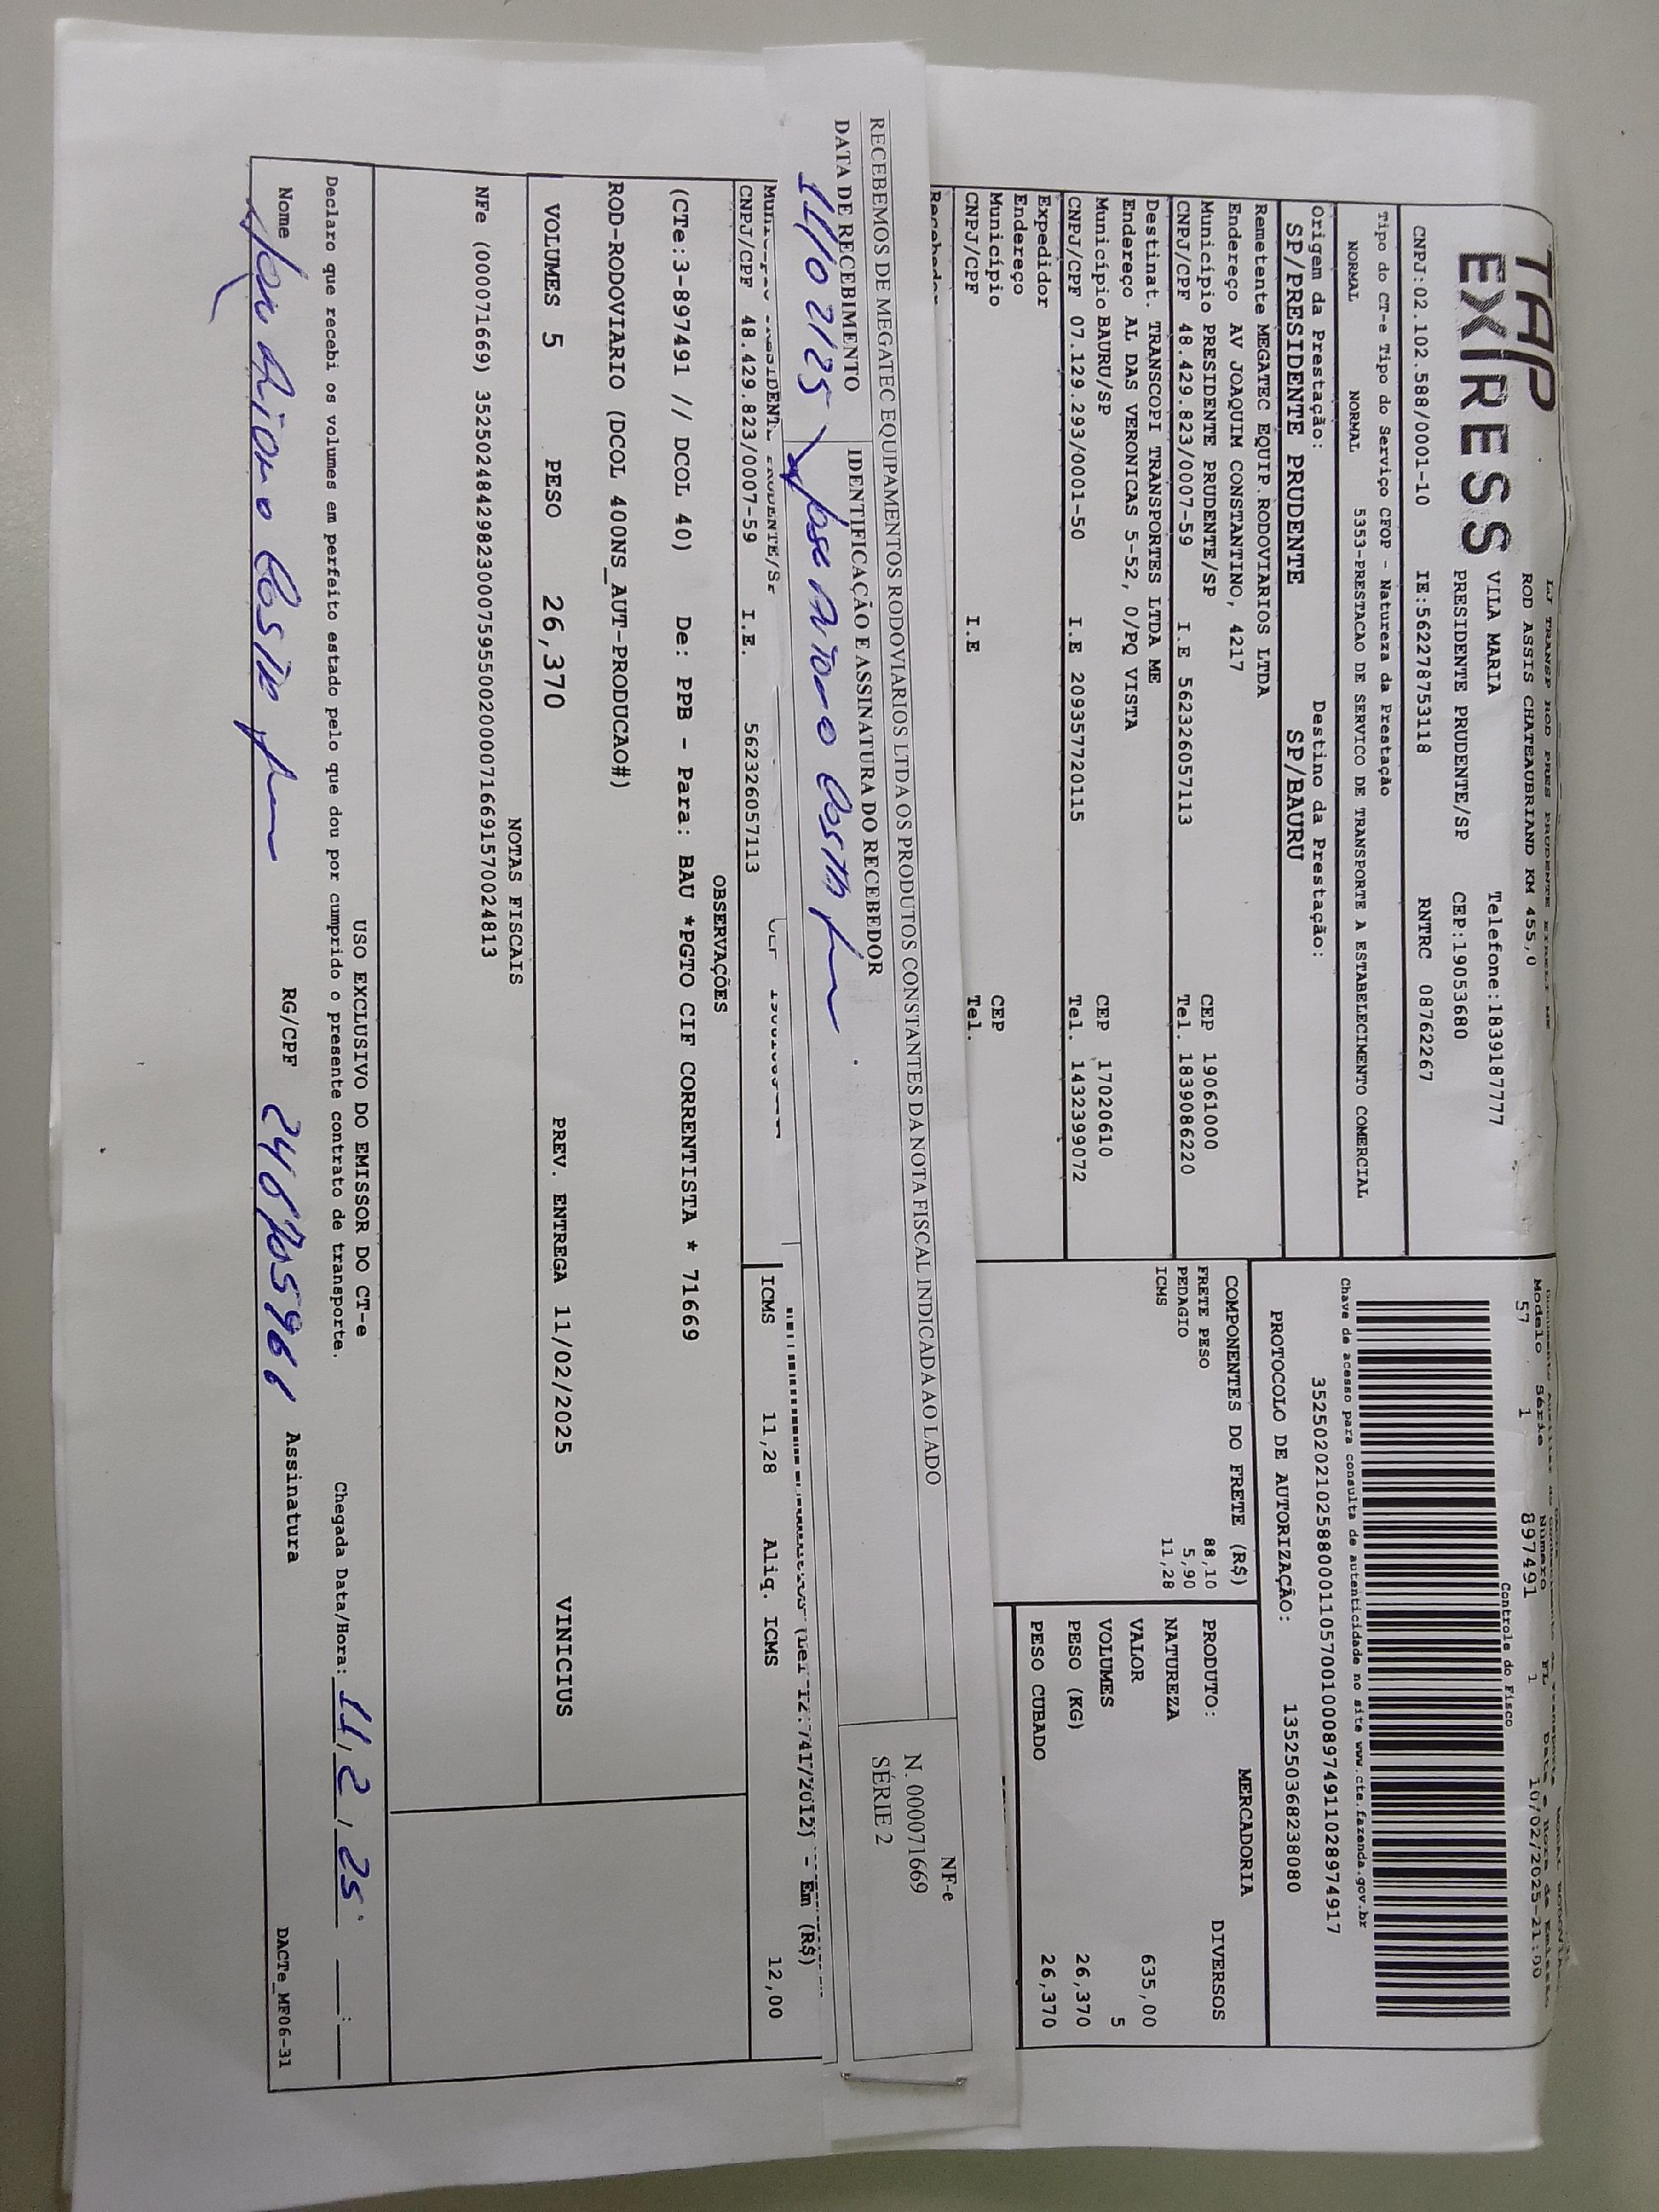 TAP
EXPRESS
LJ TRANSP ROD PRES PRUDENTE EIRELI ME
ROD ASSIS CHATEAUBRIAND KM 455,0
VILA MARIA Telefone:1839187777
PRESIDENTE PRUDENTE/SP CEP:19053680
CNPJ:02.102.588/0001-10 IE:562278753118 RNTRC 08762267
Modelo Série Número FL Data e Hora de Emissão
57 1 897491 1 10/02/2025-21:00
Controle do Fisco
Chave de acesso para consulta de autenticidade no site www.cte.fazenda.gov.br
35250202102588000110570010008974911028974917
PROTOCOLO DE AUTORIZAÇÃO: 135250368238080
Tipo do CT-e Tipo do Serviço CFOP - Natureza da Prestação
NORMAL NORMAL 5353-PRESTACAO DE SERVICO DE TRANSPORTE A ESTABELECIMENTO COMERCIAL
Origem da Prestação: Destino da Prestação:
SP/PRESIDENTE PRUDENTE SP/BAURU
Remetente MEGATEC EQUIP.RODOVIARIOS LTDA
Endereço AV JOAQUIM CONSTANTINO, 4217
Município PRESIDENTE PRUDENTE/SP CEP 19061000
CNPJ/CPF 48.429.823/0007-59 I.E 562326057113 Tel. 1839086220
Destinat. TRANSCOPI TRANSPORTES LTDA ME
Endereço AL DAS VERONICAS 5-52, 0/PQ VISTA
Município BAURU/SP CEP 17020610
CNPJ/CPF 07.129.293/0001-50 I.E 209357720115 Tel. 1432399072
Expedidor
Endereço
Município CEP
CNPJ/CPF I.E Tel.
Recebedor
COMPONENTES DO FRETE (R$)
FRETE PESO 88,10
PEDAGIO 5,90
ICMS 11,28
MERCADORIA
PRODUTO: DIVERSOS
NATUREZA
VALOR 635,00
VOLUMES 5
PESO (KG) 26,370
PESO CUBADO 26,370
RECEBEMOS DE MEGATEC EQUIPAMENTOS RODOVIARIOS LTDA OS PRODUTOS CONSTANTES DA NOTA FISCAL INDICADA AO LADO
DATA DE RECEBIMENTO IDENTIFICAÇÃO E ASSINATURA DO RECEBEDOR
11/02/25
NF-e
N. 000071669
SÉRIE 2
(Lei 12.741/2012) - Em (R$)
CNPJ/CPF 48.429.823/0007-59 I.E. 562326057113
ICMS 11,28 Aliq. ICMS 12,00
OBSERVAÇÕES
(CTe:3-897491 // DCOL 40) De: PPB - Para: BAU *PGTO CIF CORRENTISTA * 71669
ROD-RODOVIARIO (DCOL 400NS_AUT-PRODUCAO#)
VOLUMES 5 PESO 26,370 PREV. ENTREGA 11/02/2025 VINICIUS
NOTAS FISCAIS
NFe (000071669) 35250248429823000759550020000716691570024813
USO EXCLUSIVO DO EMISSOR DO CT-e
Declaro que recebi os volumes em perfeito estado pelo que dou por cumprido o presente contrato de transporte. Chegada Data/Hora: 11/2/25 __:__
Nome RG/CPF Assinatura
DACTe_MF06-31